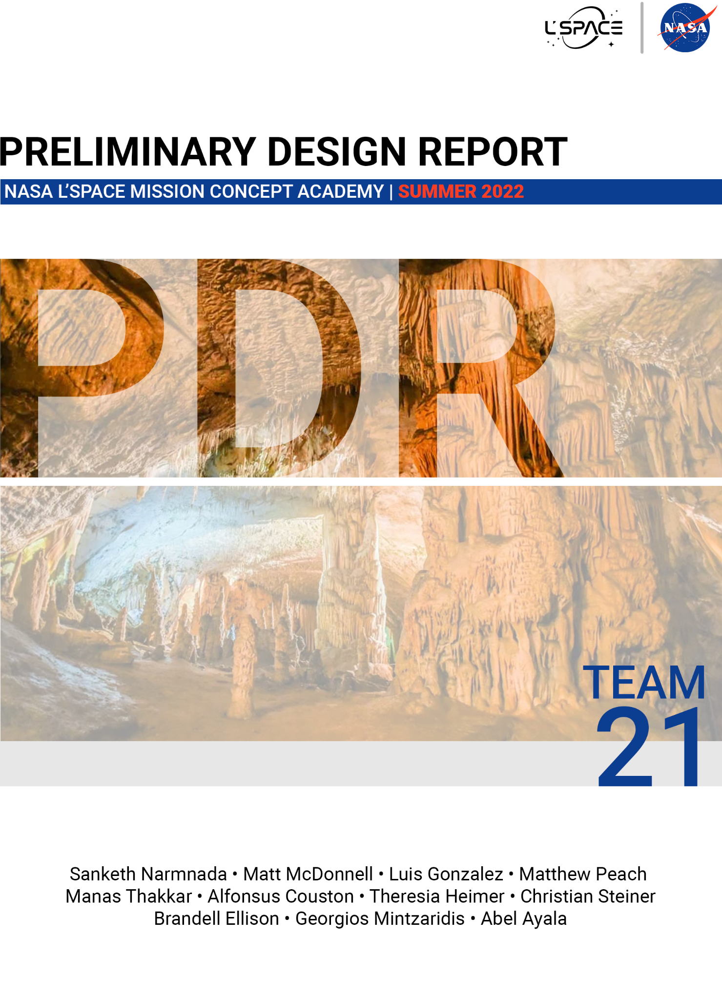 L'SPACE
NASA
PRELIMINARY DESIGN REPORT
NASA L’SPACE MISSION CONCEPT ACADEMY | SUMMER 2022
PDR
TEAM
21
Sanketh Narmnada • Matt McDonnell • Luis Gonzalez • Matthew Peach
Manas Thakkar • Alfonsus Couston • Theresia Heimer • Christian Steiner
Brandell Ellison • Georgios Mintzaridis • Abel Ayala